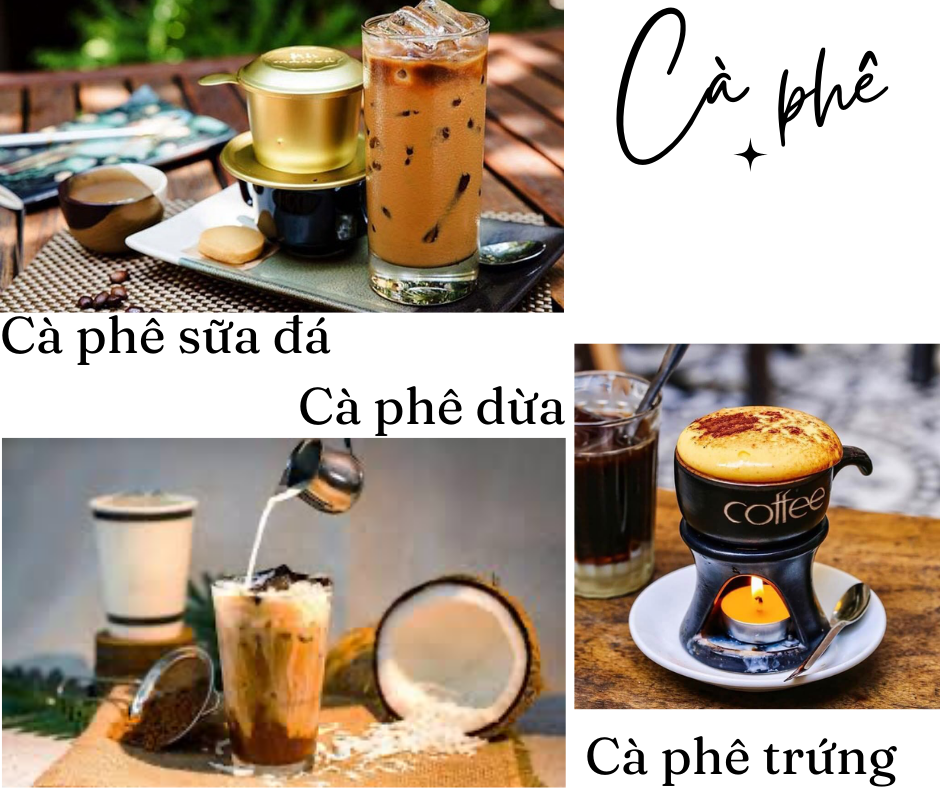 Cà phê
Cà phê sữa đá
Cà phê dừa
coffee
Cà phê trứng